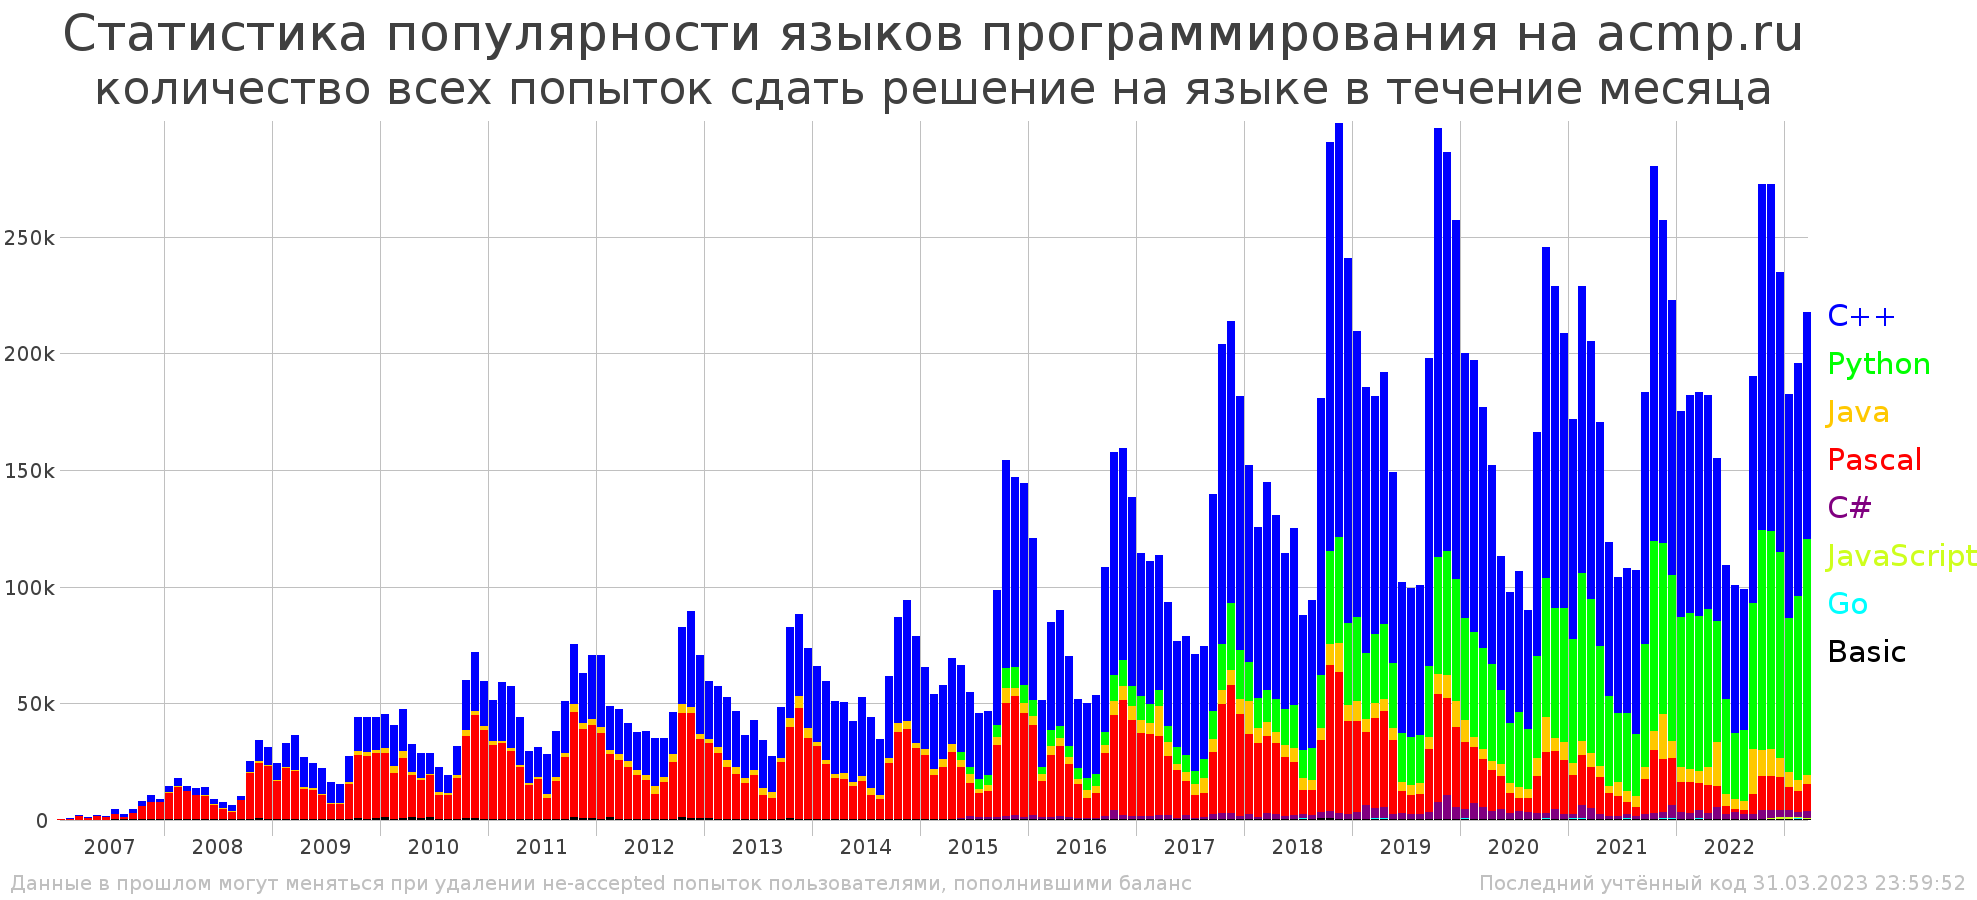 Статистика популярности языков программирования на acmp.ru
количество всех попыток сдать решение на языке в течение месяца
250k
200k
150k
100k
50k
0
C++
Python
Java
Pascal
C#
JavaScript
Go
Basic
2007 2008 2009 2010 2011 2012 2013 2014 2015 2016 2017 2018 2019 2020 2021 2022
Данные в прошлом могут меняться при удалении не-accepted попыток пользователями, пополнившими баланс
Последний учтённый код 31.03.2023 23:59:52